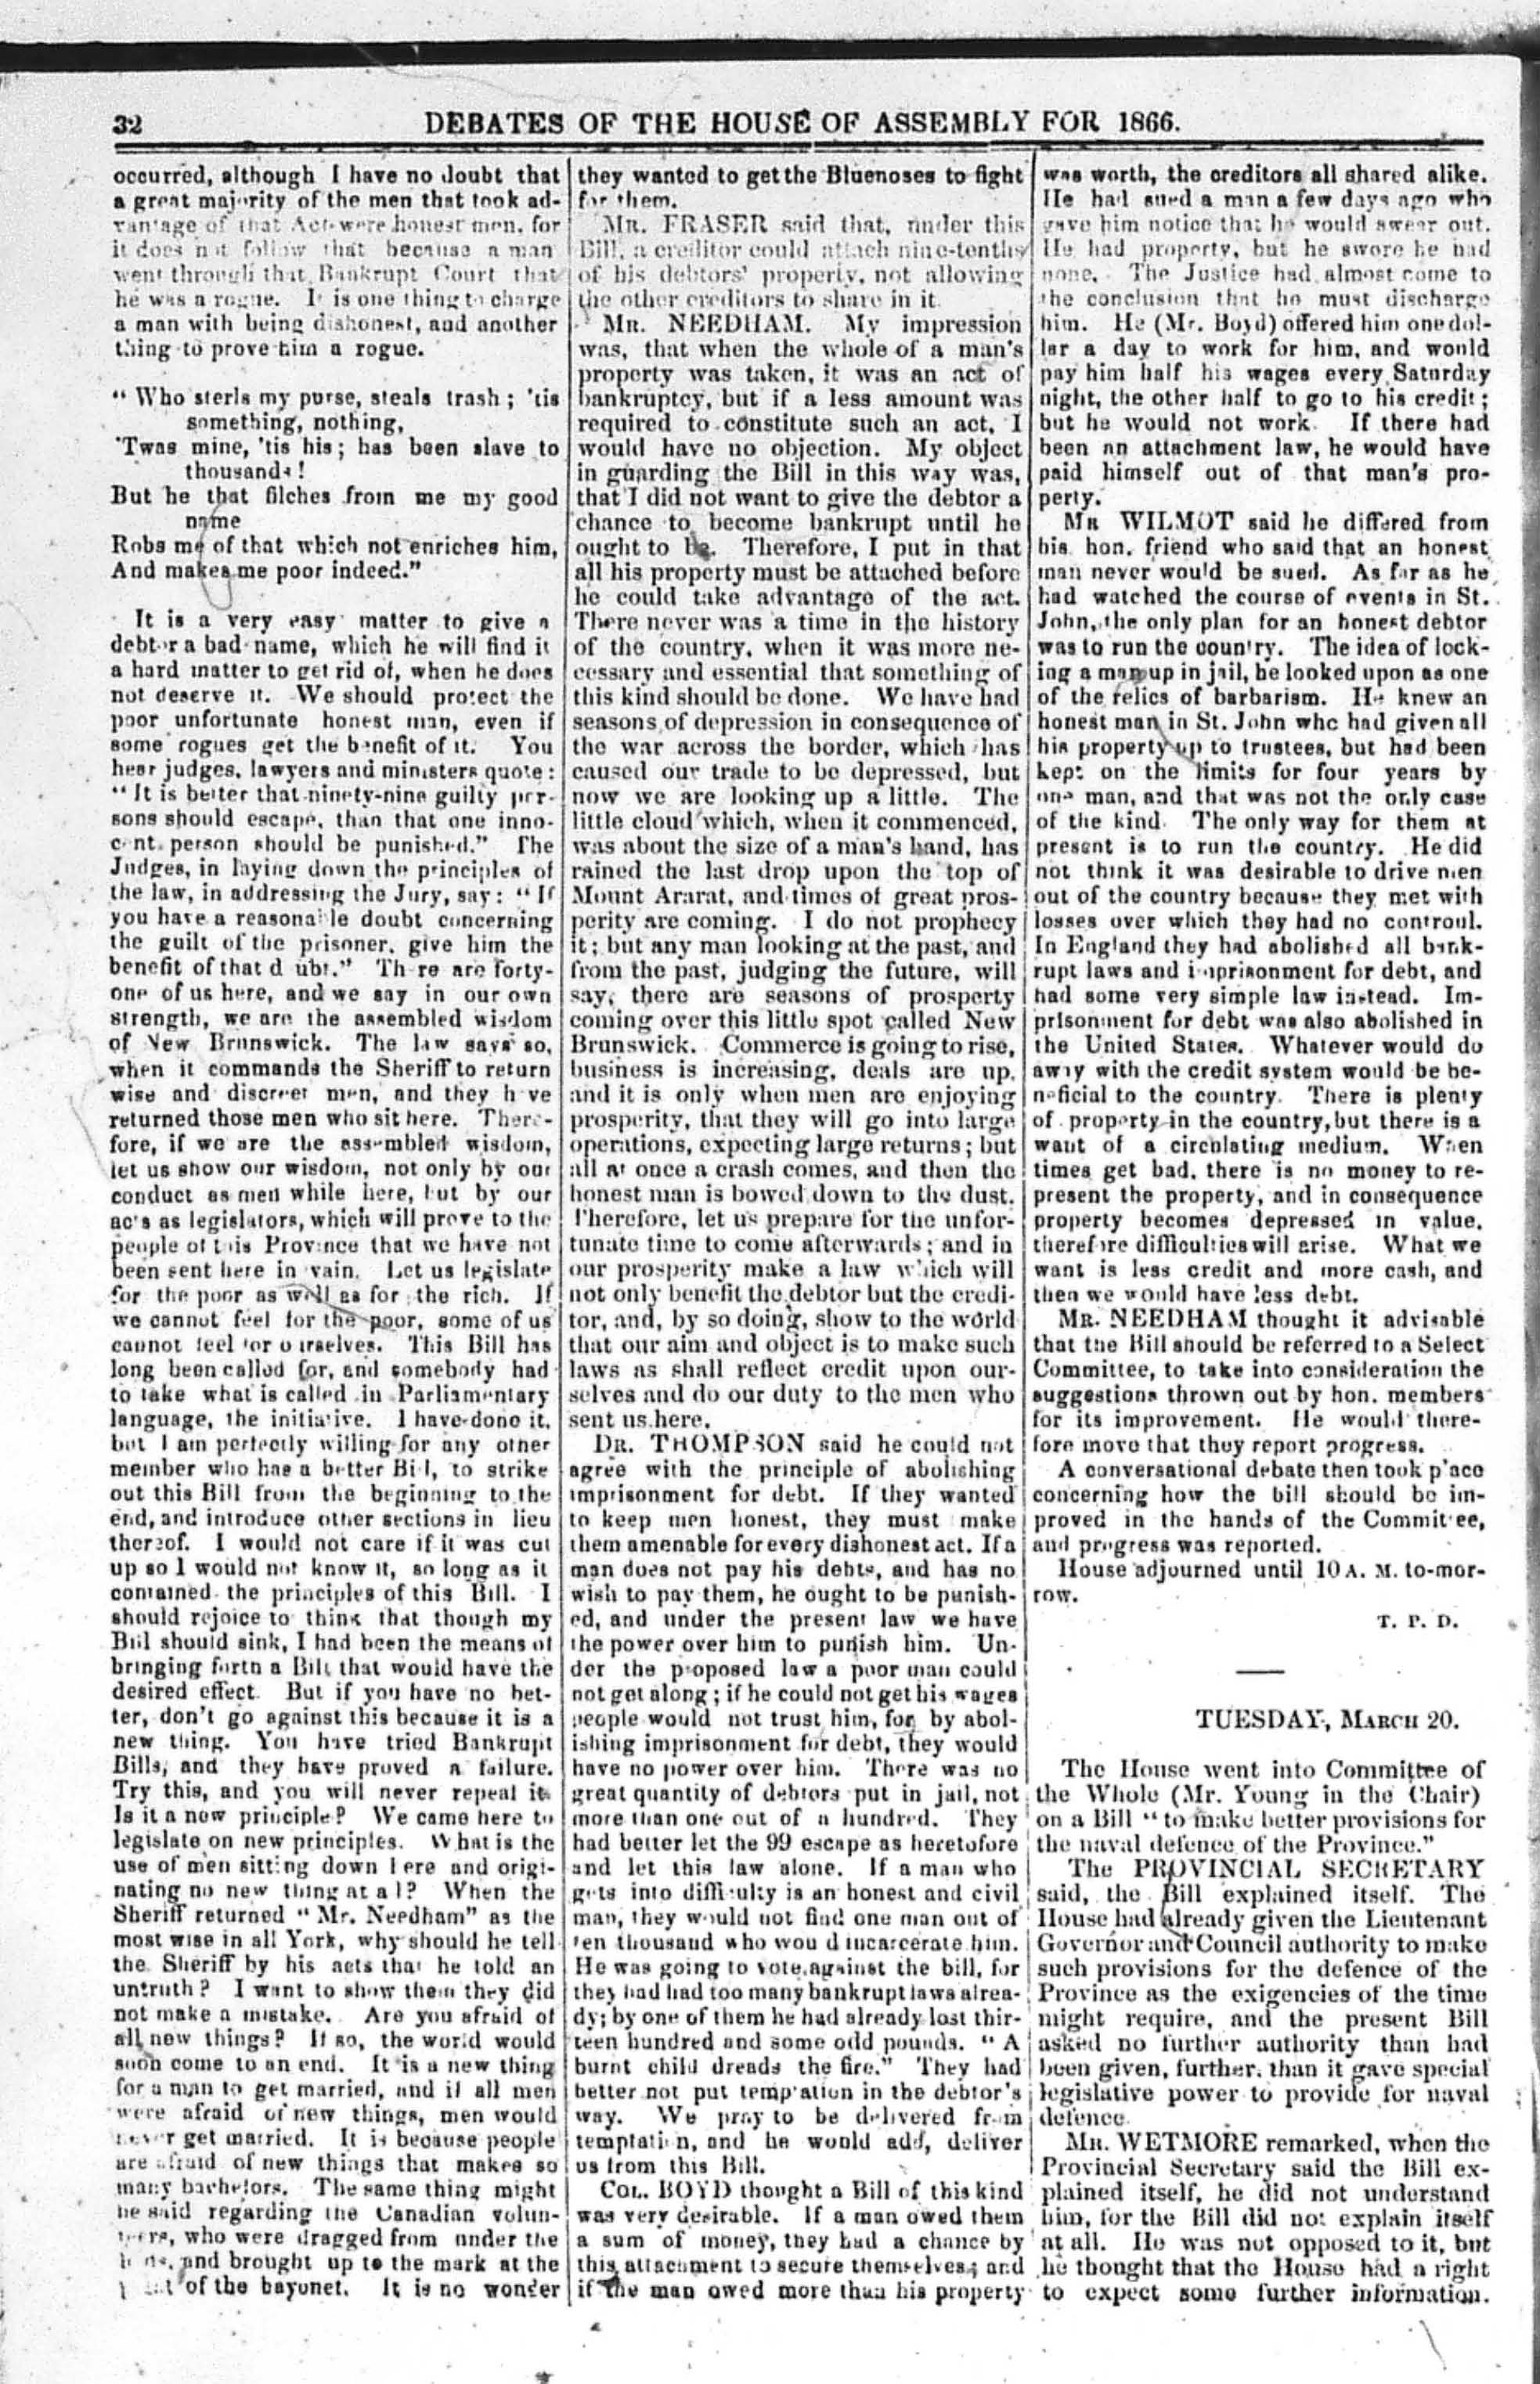 32 DEBATES OF THE HOUSE OF ASSEMBLY FOR 1866.
occurred, although I have no doubt that
a great majority of the men that took ad-
vantage of that Act were honest men, for
it does not follow that because a man
went through that Bankrupt Court that
he was a rogue. It is one thing to charge
a man with being dishonest, and another
thing to prove him a rogue.
"Who sterls my purse, steals trash; 'tis
something, nothing,
'Twas mine, 'tis his; has been slave to
thousands!
But he that filches from me my good
name
Robs me of that which not enriches him,
And makes me poor indeed."
It is a very easy matter to give a
debtor a bad name, which he will find it
a hard matter to get rid of, when he does
not deserve it. We should protect the
poor unfortunate honest man, even if
some rogues get the benefit of it. You
hear judges, lawyers and ministers quote:
"It is better that ninety-nine guilty per-
sons should escape, than that one inno-
cent person should be punished." The
Judges, in laying down the principles of
the law, in addressing the Jury, say: "If
you have a reasonable doubt concerning
the guilt of the prisoner, give him the
benefit of that d ubt." Th re are forty-
one of us here, and we say in our own
strength, we are the assembled wisdom
of New Brunswick. The law says so,
when it commands the Sheriff to return
wise and discreet men, and they h ve
returned those men who sit here. There-
fore, if we are the assembled wisdom,
let us show our wisdom, not only by our
conduct as men while here, but by our
acts as legislators, which will prove to the
people of this Province that we have not
been sent here in vain. Let us legislate
for the poor as well as for the rich. If
we cannot feel for the poor, some of us
cannot feel for ourselves. This Bill has
long been called for, and somebody had
to take what is called in Parliamentary
language, the initiative. I have done it,
but I am perfectly willing for any other
member who has a better Bill, to strike
out this Bill from the beginning to the
end, and introduce other sections in lieu
thereof. I would not care if it was cut
up so I would not know it, so long as it
contained the principles of this Bill. I
should rejoice to think that though my
Bill should sink, I had been the means of
bringing forth a Bill that would have the
desired effect. But if you have no bet-
ter, don't go against this because it is a
new thing. You have tried Bankrupt
Bills, and they have proved a failure.
Try this, and you will never repeal it.
Is it a new principle? We came here to
legislate on new principles. What is the
use of men sitting down here and origi-
nating no new thing at all? When the
Sheriff returned "Mr. Needham" as the
most wise in all York, why should he tell
the Sheriff by his acts that he told an
untruth? I want to show them they did
not make a mistake. Are you afraid of
all new things? If so, the world would
soon come to an end. It is a new thing
for a man to get married, and if all men
were afraid of new things, men would
never get married. It is because people
are afraid of new things that makes so
many bachelors. The same thing might
be said regarding the Canadian volun-
teers, who were dragged from under the
beds, and brought up to the mark at the
of the bayonet. It is no wonder
they wanted to get the Bluenoses to fight
for them.
MR. FRASER said that, under this
Bill, a creditor could attach nine-tenths
of his debtors' property, not allowing
the other creditors to share in it.
MR. NEEDHAM. My impression
was, that when the whole of a man's
property was taken, it was an act of
bankruptcy, but if a less amount was
required to constitute such an act, I
would have no objection. My object
in guarding the Bill in this way was,
that I did not want to give the debtor a
chance to become bankrupt until he
ought to be. Therefore, I put in that
all his property must be attached before
he could take advantage of the act.
There never was a time in the history
of the country, when it was more ne-
cessary and essential that something of
this kind should be done. We have had
seasons of depression in consequence of
the war across the border, which has
caused our trade to be depressed, but
now we are looking up a little. The
little cloud which, when it commenced,
was about the size of a man's hand, has
rained the last drop upon the top of
Mount Ararat, and times of great pros-
perity are coming. I do not prophecy
it; but any man looking at the past, and
from the past, judging the future, will
say, there are seasons of prosperty
coming over this little spot called New
Brunswick. Commerce is going to rise,
business is increasing, deals are up,
and it is only when men are enjoying
prosperity, that they will go into large
operations, expecting large returns; but
all at once a crash comes, and then the
honest man is bowed down to the dust.
Therefore, let us prepare for the unfor-
tunate time to come afterwards; and in
our prosperity make a law which will
not only benefit the debtor but the credi-
tor, and, by so doing, show to the world
that our aim and object is to make such
laws as shall reflect credit upon our-
selves and do our duty to the men who
sent us here.
DR. THOMPSON said he could not
agree with the principle of abolishing
imprisonment for debt. If they wanted
to keep men honest, they must make
them amenable for every dishonest act. If a
man does not pay his debts, and has no
wish to pay them, he ought to be punish-
ed, and under the present law we have
the power over him to punish him. Un-
der the proposed law a poor man could
not get along; if he could not get his wages
people would not trust him, for by abol-
ishing imprisonment for debt, they would
have no power over him. There was no
great quantity of debtors put in jail, not
more than one out of a hundred. They
had better let the 99 escape as heretofore
and let this law alone. If a man who
gets into difficulty is an honest and civil
man, they would not find one man out of
ten thousand who would incarcerate him.
He was going to vote against the bill, for
they had had too many bankrupt laws alrea-
dy; by one of them he had already lost thir-
teen hundred and some odd pounds. "A
burnt child dreads the fire." They had
better not put temptation in the debtor's
way. We pray to be delivered from
temptation, and he would add, deliver
us from this Bill.
COL. BOYD thought a Bill of this kind
was very desirable. If a man owed them
a sum of money, they had a chance by
this attachment to secure themselves; and
if the man owed more than his property
was worth, the creditors all shared alike.
He had sued a man a few days ago who
gave him notice that he would swear out.
He had property, but he swore he had
none. The Justice had almost come to
the conclusion that he must discharge
him. He (Mr. Boyd) offered him one dol-
lar a day to work for him, and would
pay him half his wages every Saturday
night, the other half to go to his credit;
but he would not work. If there had
been an attachment law, he would have
paid himself out of that man's pro-
perty.
MR WILMOT said he differed from
his hon. friend who said that an honest
man never would be sued. As far as he
had watched the course of events in St.
John, the only plan for an honest debtor
was to run the country. The idea of lock-
ing a man up in jail, he looked upon as one
of the relics of barbarism. He knew an
honest man in St. John who had given all
his property up to trustees, but had been
kept on the limits for four years by
one man, and that was not the only case
of the kind. The only way for them at
present is to run the country. He did
not think it was desirable to drive men
out of the country because they met with
losses over which they had no controul.
In England they had abolished all bank-
rupt laws and imprisonment for debt, and
had some very simple law instead. Im-
prisonment for debt was also abolished in
the United States. Whatever would do
away with the credit system would be be-
neficial to the country. There is plenty
of property in the country, but there is a
want of a circulating medium. When
times get bad, there is no money to re-
present the property, and in consequence
property becomes depressed in value,
therefore difficulties will arise. What we
want is less credit and more cash, and
then we would have less debt.
MR. NEEDHAM thought it advisable
that the Bill should be referred to a Select
Committee, to take into consideration the
suggestions thrown out by hon. members
for its improvement. He would there-
fore move that they report progress.
A conversational debate then took p'ace
concerning how the bill should be im-
proved in the hands of the Committee,
and progress was reported.
House adjourned until 10 A. M. to-mor-
row.
T. P. D.
TUESDAY, MARCH 20.
The House went into Committee of
the Whole (Mr. Young in the Chair)
on a Bill "to make better provisions for
the naval defence of the Province."
The PROVINCIAL SECRETARY
said, the Bill explained itself. The
House had already given the Lieutenant
Governor and Council authority to make
such provisions for the defence of the
Province as the exigencies of the time
might require, and the present Bill
asked no further authority than had
been given, further, than it gave special
legislative power to provide for naval
defence.
MR. WETMORE remarked, when the
Provincial Secretary said the Bill ex-
plained itself, he did not understand
him, for the Bill did not explain itself
at all. He was not opposed to it, but
he thought that the House had a right
to expect some further information.